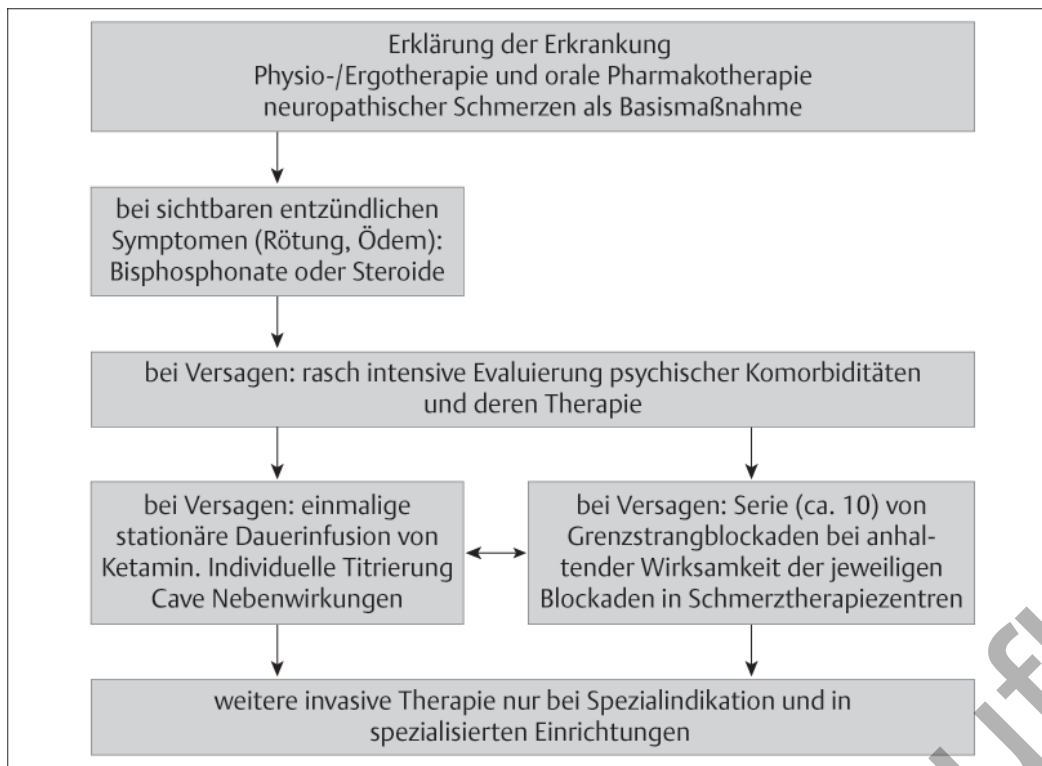 Erklärung der Erkrankung
Physio-/Ergotherapie und orale Pharmakotherapie
neuropathischer Schmerzen als Basismaßnahme
bei sichtbaren entzündlichen
Symptomen (Rötung, Ödem):
Bisphosphonate oder Steroide
bei Versagen: rasch intensive Evaluierung psychischer Komorbiditäten
und deren Therapie
bei Versagen: einmalige
stationäre Dauerinfusion von
Ketamin. Individuelle Titrierung
Cave Nebenwirkungen
bei Versagen: Serie (ca. 10) von
Grenzstrangblockaden bei anhal-
tender Wirksamkeit der jeweiligen
Blockaden in Schmerztherapiezentren
weitere invasive Therapie nur bei Spezialindikation und in
spezialisierten Einrichtungen